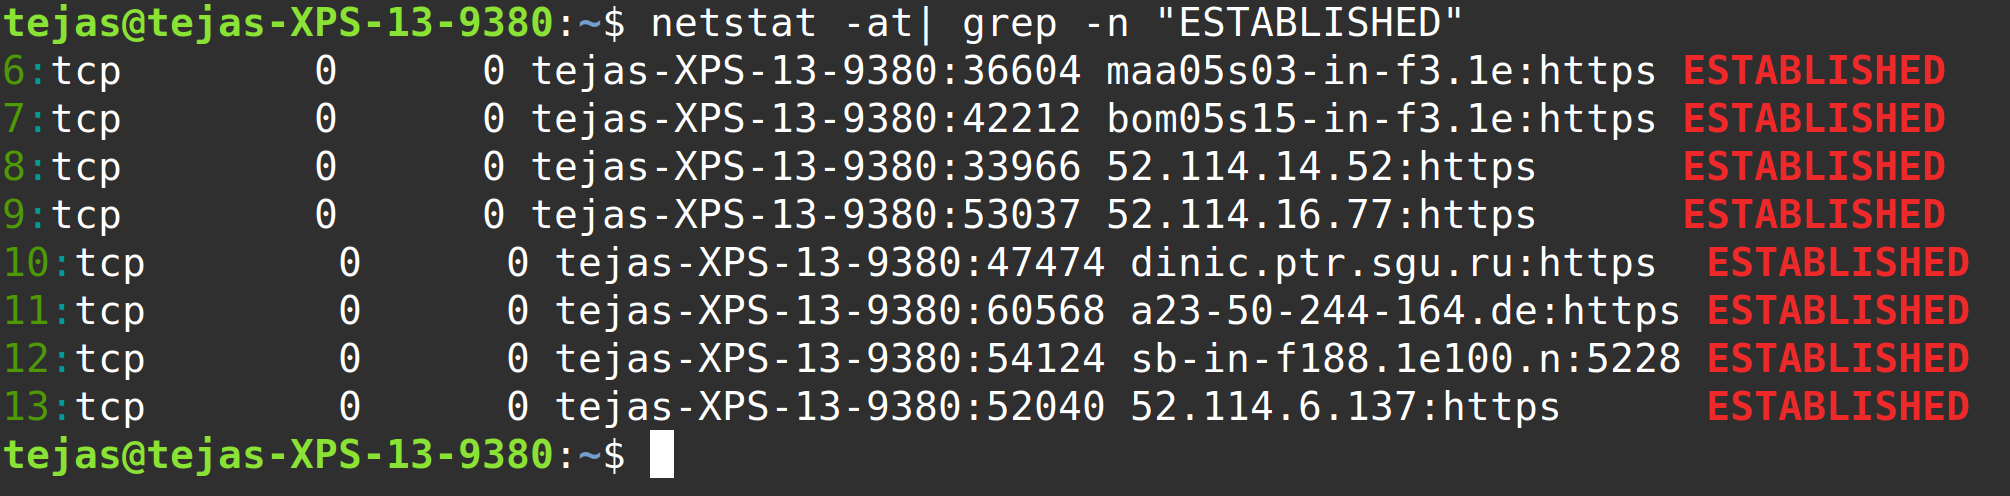 tejas@tejas-XPS-13-9380:~$ netstat -at| grep -n "ESTABLISHED"
6:tcp        0      0 tejas-XPS-13-9380:36604 maa05s03-in-f3.1e:https ESTABLISHED
7:tcp        0      0 tejas-XPS-13-9380:42212 bom05s15-in-f3.1e:https ESTABLISHED
8:tcp        0      0 tejas-XPS-13-9380:33966 52.114.14.52:https      ESTABLISHED
9:tcp        0      0 tejas-XPS-13-9380:53037 52.114.16.77:https      ESTABLISHED
10:tcp        0      0 tejas-XPS-13-9380:47474 dinic.ptr.sgu.ru:https  ESTABLISHED
11:tcp        0      0 tejas-XPS-13-9380:60568 a23-50-244-164.de:https ESTABLISHED
12:tcp        0      0 tejas-XPS-13-9380:54124 sb-in-f188.1e100.n:5228 ESTABLISHED
13:tcp        0      0 tejas-XPS-13-9380:52040 52.114.6.137:https      ESTABLISHED
tejas@tejas-XPS-13-9380:~$